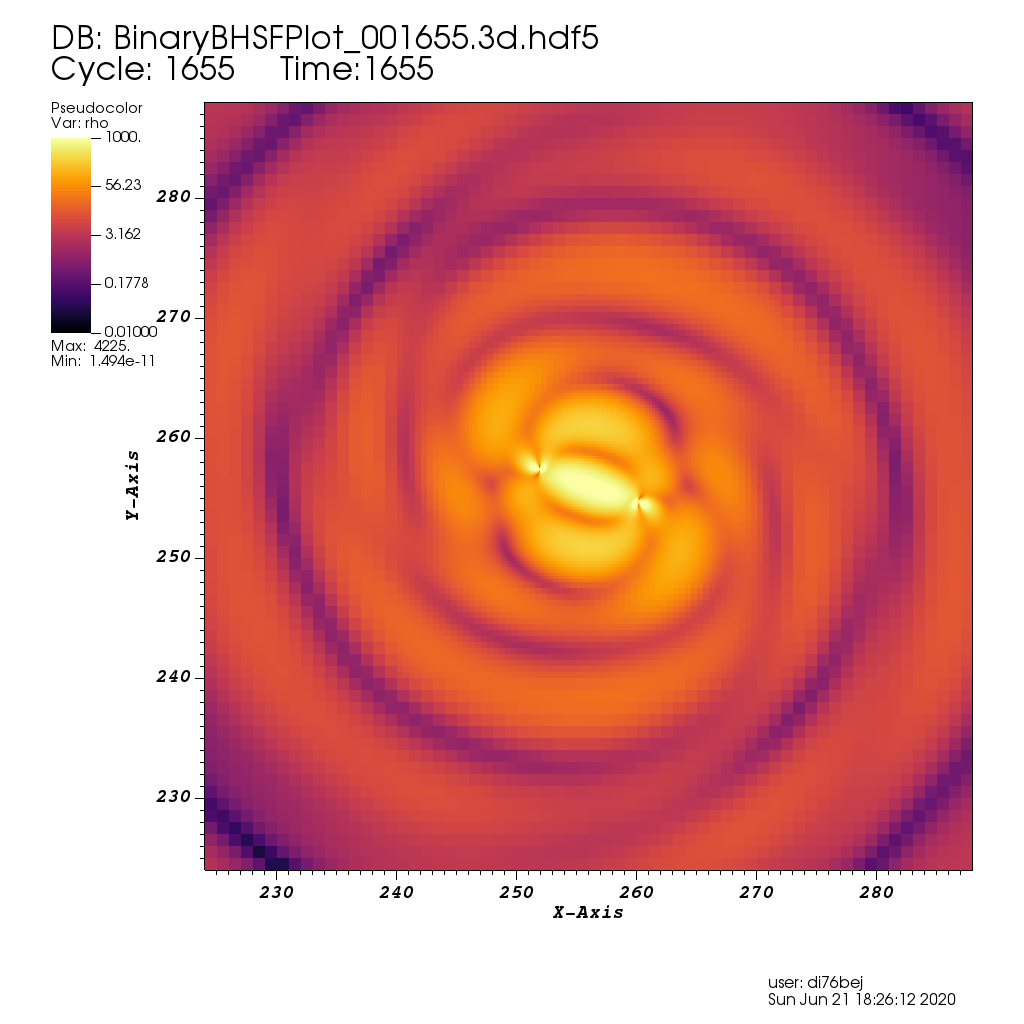 DB: BinaryBHSFPlot_001655.3d.hdf5
Cycle: 1655 Time:1655
Pseudocolor
Var: rho
1000.
56.23
3.162
0.1778
0.01000
Max: 4225.
Min: 1.494e-11
280
270
260
250
240
230
Y-Axis
230 240 250 260 270 280
X-Axis
user: di76bej
Sun Jun 21 18:26:12 2020